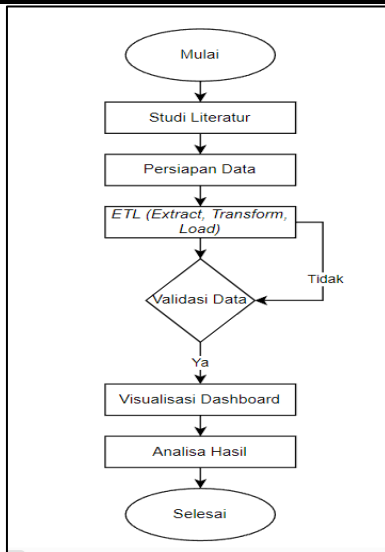 Mulai
Studi Literatur
Persiapan Data
ETL (Extract, Transform,
Load)
Tidak
Validasi Data
Ya
Visualisasi Dashboard
Analisa Hasil
Selesai